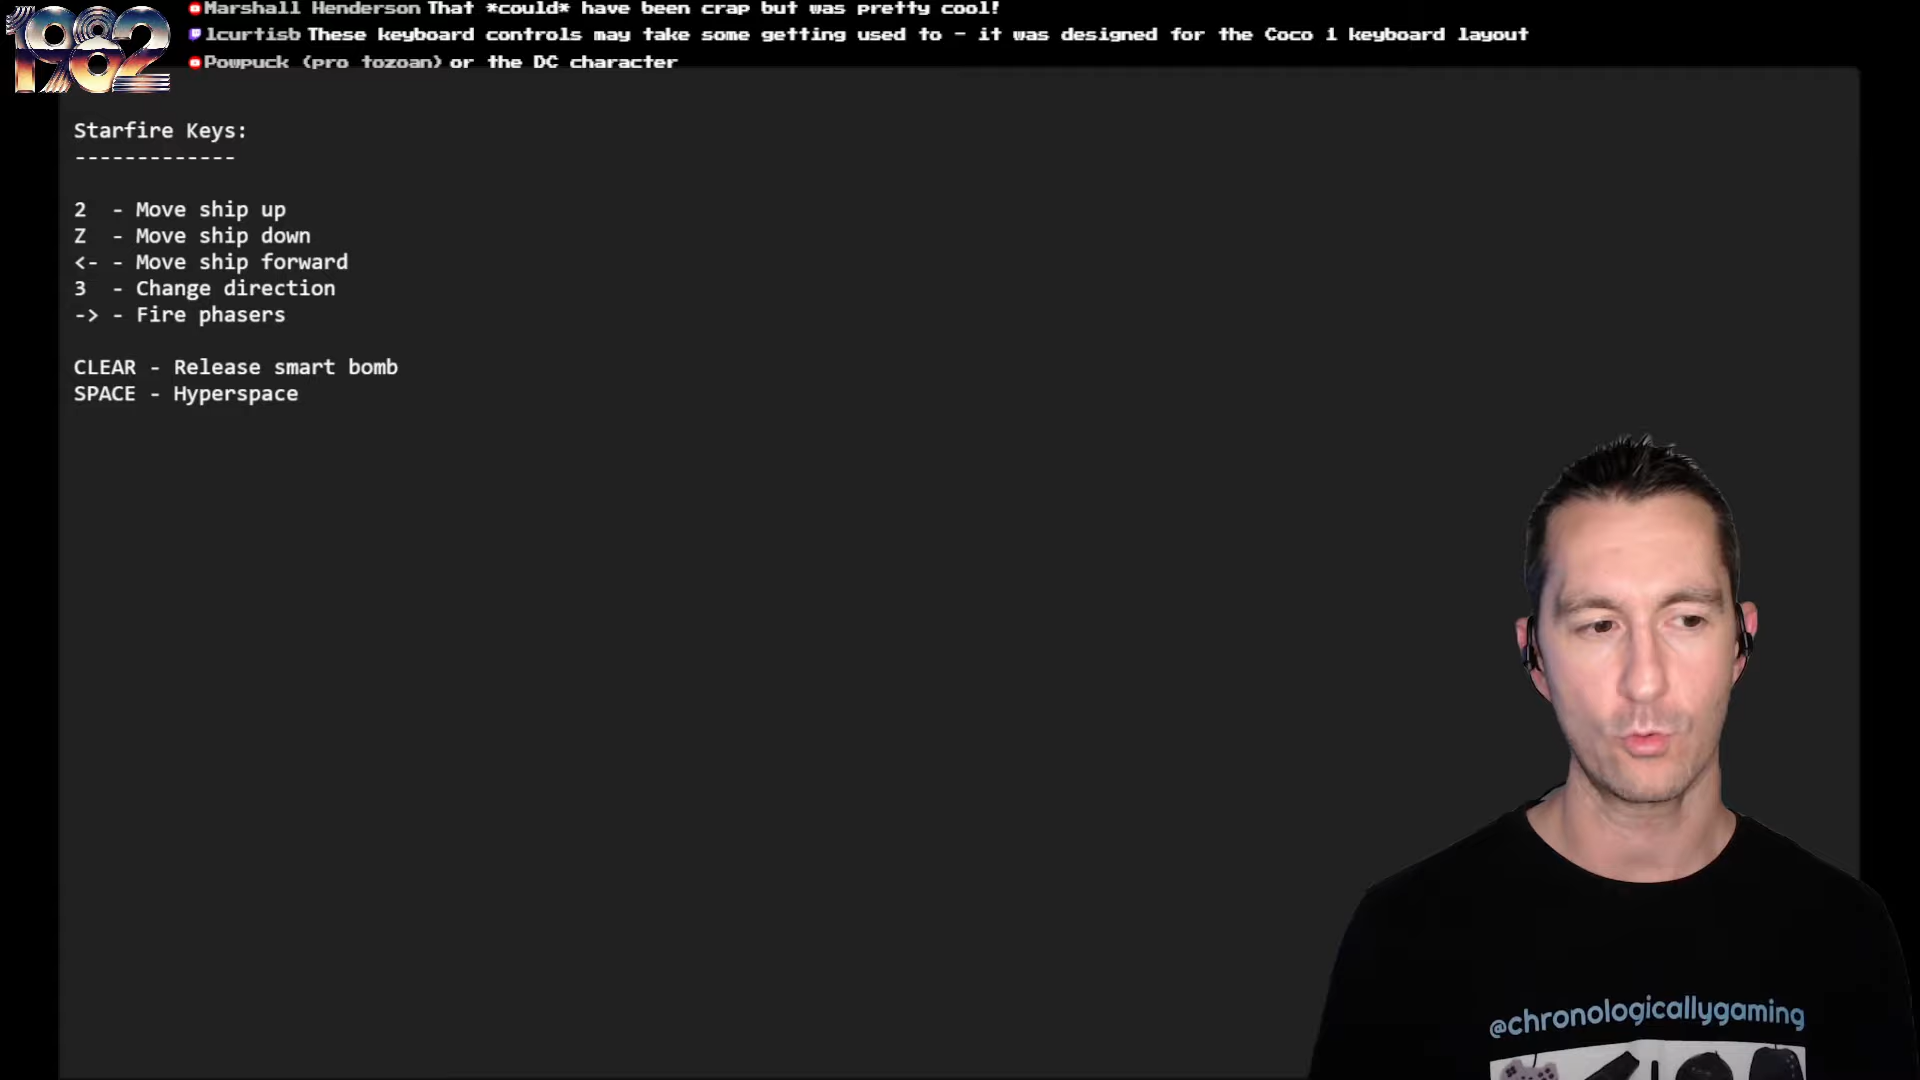 1982
Marshall Henderson That *could* have been crap but was pretty cool!
lcurtisb These keyboard controls may take some getting used to - it was designed for the Coco 1 keyboard layout
Powpuck (pro tozoan) or the DC character
Starfire Keys:
-------------
2 - Move ship up
Z - Move ship down
<- - Move ship forward
3 - Change direction
-> - Fire phasers
CLEAR - Release smart bomb
SPACE - Hyperspace
@chronologicallygaming